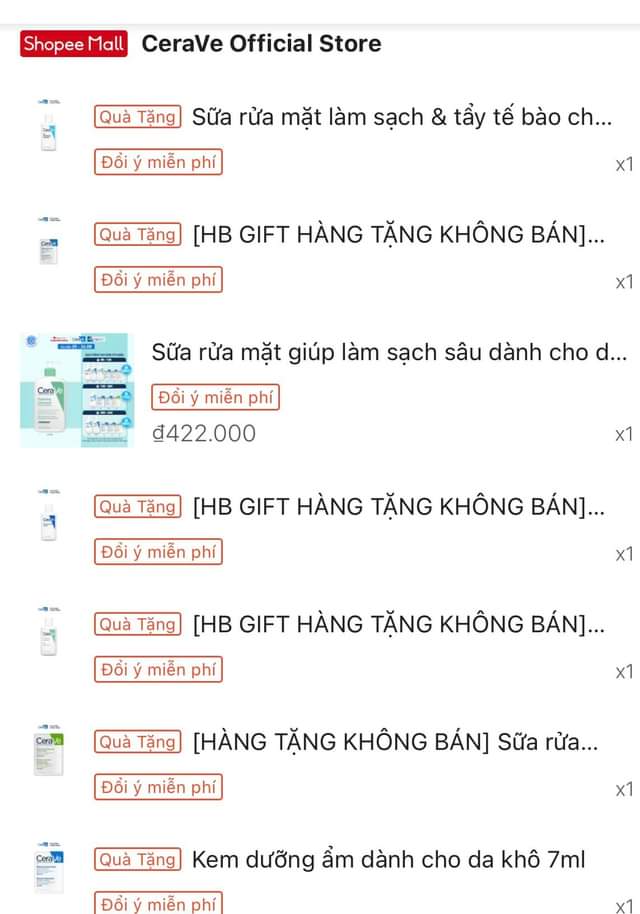 Shopee Mall CeraVe Official Store
Quà Tặng Sữa rửa mặt làm sạch & tẩy tế bào ch...
Đổi ý miễn phí
x1
Quà Tặng [HB GIFT HÀNG TẶNG KHÔNG BÁN]...
Đổi ý miễn phí
x1
Sữa rửa mặt giúp làm sạch sâu dành cho d...
CeraVe
Đổi ý miễn phí
₫422.000
x1
Quà Tặng [HB GIFT HÀNG TẶNG KHÔNG BÁN]...
Đổi ý miễn phí
x1
Quà Tặng [HB GIFT HÀNG TẶNG KHÔNG BÁN]...
Đổi ý miễn phí
x1
CeraVe
Quà Tặng [HÀNG TẶNG KHÔNG BÁN] Sữa rửa...
Đổi ý miễn phí
x1
CeraVe
Quà Tặng Kem dưỡng ẩm dành cho da khô 7ml
Đổi ý miễn phí
x1